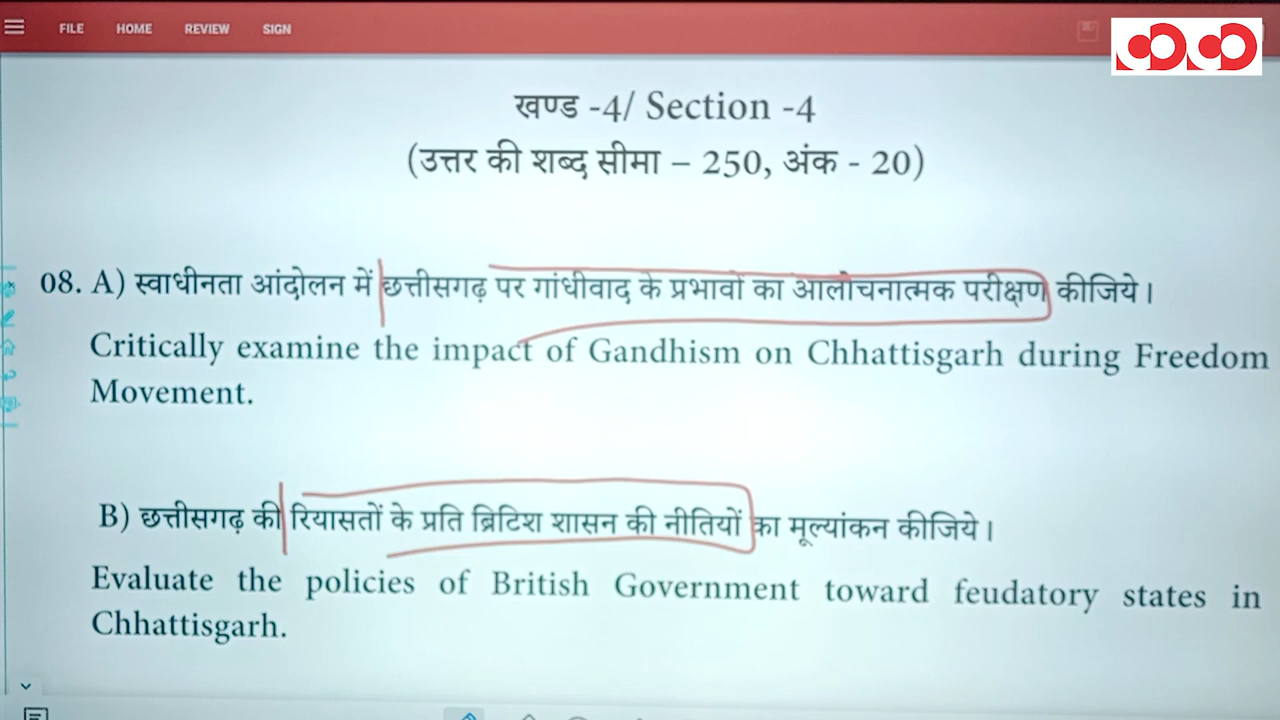 FILE HOME REVIEW SIGN
खण्ड -4/ Section -4
(उत्तर की शब्द सीमा – 250, अंक - 20)
08. A) स्वाधीनता आंदोलन में छत्तीसगढ़ पर गांधीवाद के प्रभावों का आलोचनात्मक परीक्षण कीजिये।
Critically examine the impact of Gandhism on Chhattisgarh during Freedom
Movement.
B) छत्तीसगढ़ की रियासतों के प्रति ब्रिटिश शासन की नीतियों का मूल्यांकन कीजिये।
Evaluate the policies of British Government toward feudatory states in
Chhattisgarh.